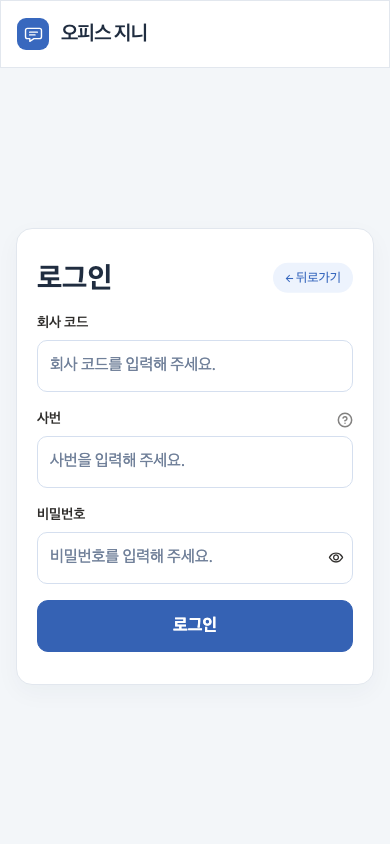 오피스 지니
로그인
← 뒤로가기
회사 코드
회사 코드를 입력해 주세요.
사번
?
사번을 입력해 주세요.
비밀번호
비밀번호를 입력해 주세요.
로그인